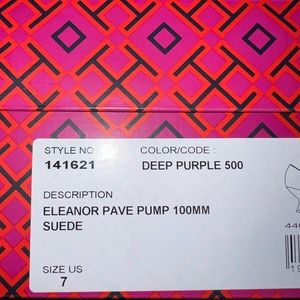 STYLE NO
COLOR/CODE :
141621
DEEP PURPLE 500
DESCRIPTION
ELEANOR PAVE PUMP 100MM
SUEDE
SIZE US
7